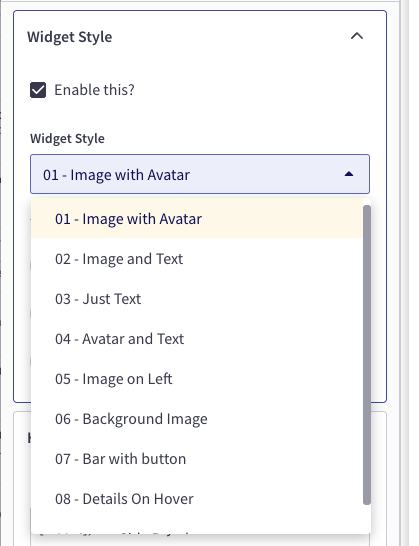 Widget Style
Enable this?
Widget Style
01 - Image with Avatar
01 - Image with Avatar
02 - Image and Text
03 - Just Text
04 - Avatar and Text
05 - Image on Left
06 - Background Image
07 - Bar with button
08 - Details On Hover